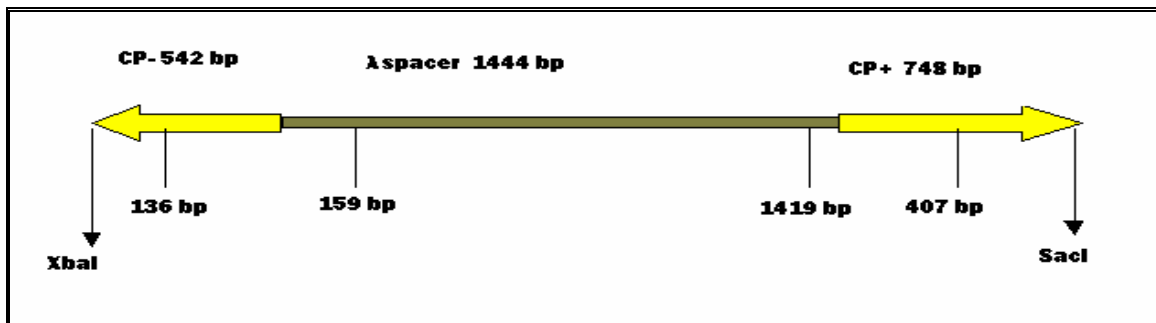 CP- 542 bp
λspacer 1444 bp
CP+ 748 bp
136 bp
159 bp
1419 bp
407 bp
XbaI
SacI